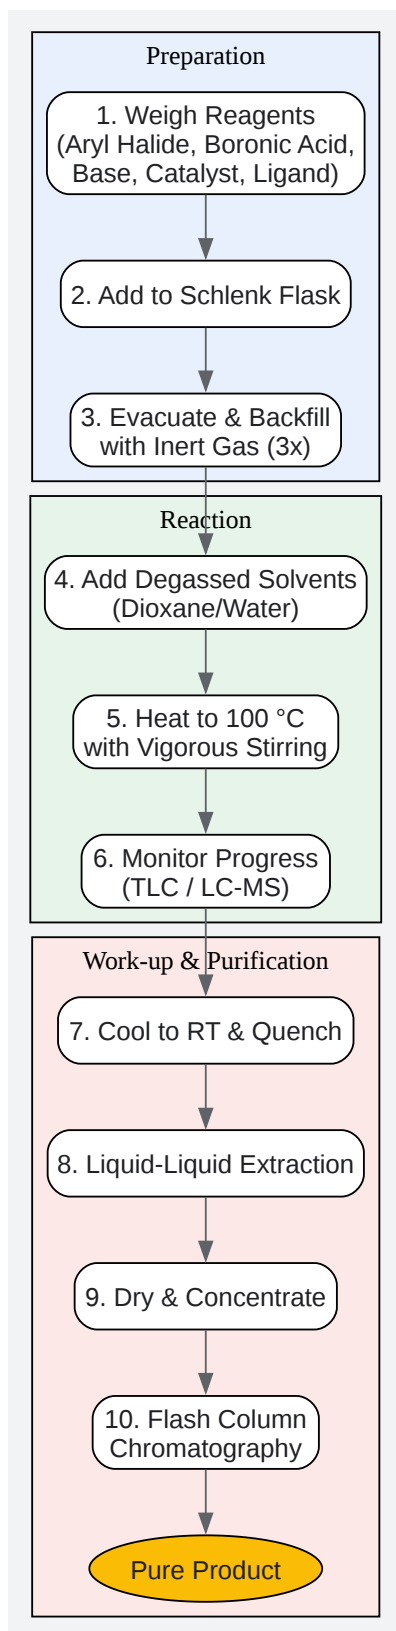 Preparation
1. Weigh Reagents
(Aryl Halide, Boronic Acid,
Base, Catalyst, Ligand)
2. Add to Schlenk Flask
3. Evacuate & Backfill
with Inert Gas (3x)
Reaction
4. Add Degassed Solvents
(Dioxane/Water)
5. Heat to 100 °C
with Vigorous Stirring
6. Monitor Progress
(TLC / LC-MS)
Work-up & Purification
7. Cool to RT & Quench
8. Liquid-Liquid Extraction
9. Dry & Concentrate
10. Flash Column
Chromatography
Pure Product